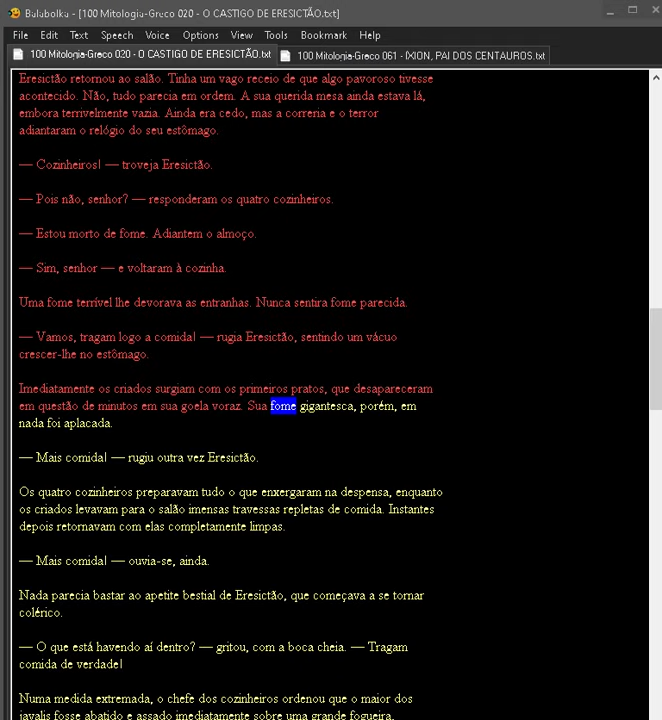 Balabolka - [100 Mitologia-Greco 020 - O CASTIGO DE ERESICTÃO.txt]
File Edit Text Speech Voice Options View Tools Bookmark Help
100 Mitologia-Greco 020 - O CASTIGO DE ERESICTÃO.txt 100 Mitologia-Greco 061 - ÍXION, PAI DOS CENTAUROS.txt
Eresictão retornou ao salão. Tinha um vago receio de que algo pavoroso tivesse
acontecido. Não, tudo parecia em ordem. A sua querida mesa ainda estava lá,
embora terrivelmente vazia. Ainda era cedo, mas a correria e o terror
adiantaram o relógio do seu estômago.
— Cozinheiros! — troveja Eresictão.
— Pois não, senhor? — responderam os quatro cozinheiros.
— Estou morto de fome. Adiantem o almoço.
— Sim, senhor — e voltaram à cozinha.
Uma fome terrível lhe devorava as entranhas. Nunca sentira fome parecida.
— Vamos, tragam logo a comida! — rugia Eresictão, sentindo um vácuo
crescer-lhe no estômago.
Imediatamente os criados surgiam com os primeiros pratos, que desapareceram
em questão de minutos em sua goela voraz. Sua fome gigantesca, porém, em
nada foi aplacada.
— Mais comida! — rugiu outra vez Eresictão.
Os quatro cozinheiros preparavam tudo o que enxergaram na despensa, enquanto
os criados levavam para o salão imensas travessas repletas de comida. Instantes
depois retornavam com elas completamente limpas.
— Mais comida! — ouvia-se, ainda.
Nada parecia bastar ao apetite bestial de Eresictão, que começava a se tornar
colérico.
— O que está havendo aí dentro? — gritou, com a boca cheia. — Tragam
comida de verdade!
Numa medida extremada, o chefe dos cozinheiros ordenou que o maior dos
javalis fosse abatido e assado imediatamente sobre uma grande fogueira,